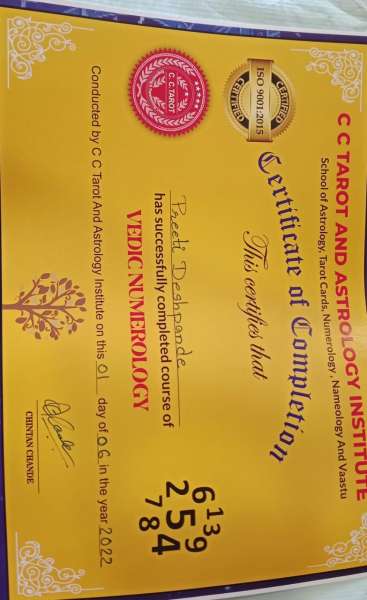 C C TAROT AND ASTROLOGY INSTITUTE
School of Astrology, Tarot Cards, Numerology , Nameology And Vaastu
CERTIFIED
ISO 9001:2015
CERTIFIED
Certificate of Completion
This certifies that
C. C TAROT
Preeti Deshpande
has successfully completed course of
VEDIC NUMEROLOGY
613 9
2 5 4
7 8
Conducted by C C Tarot And Astrology Institute on this 01 day of 06 in the year 2022
CHINTAN CHANDE